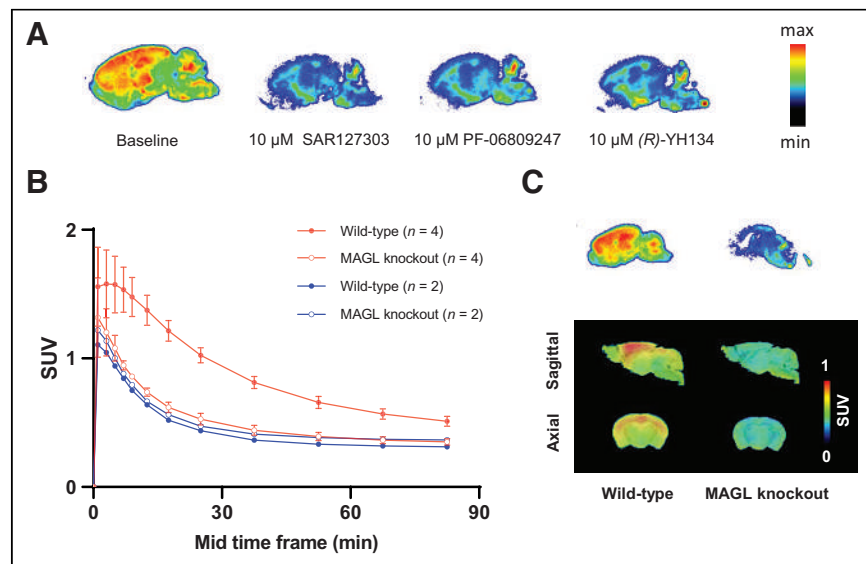 A
max
min
Baseline
10 µM SAR127303
10 µM PF-06809247
10 µM (R)-YH134
B
2
1
0
SUV
Wild-type (n = 4)
MAGL knockout (n = 4)
Wild-type (n = 2)
MAGL knockout (n = 2)
0
30
60
90
Mid time frame (min)
C
Sagittal
Axial
1
SUV
0
Wild-type
MAGL knockout